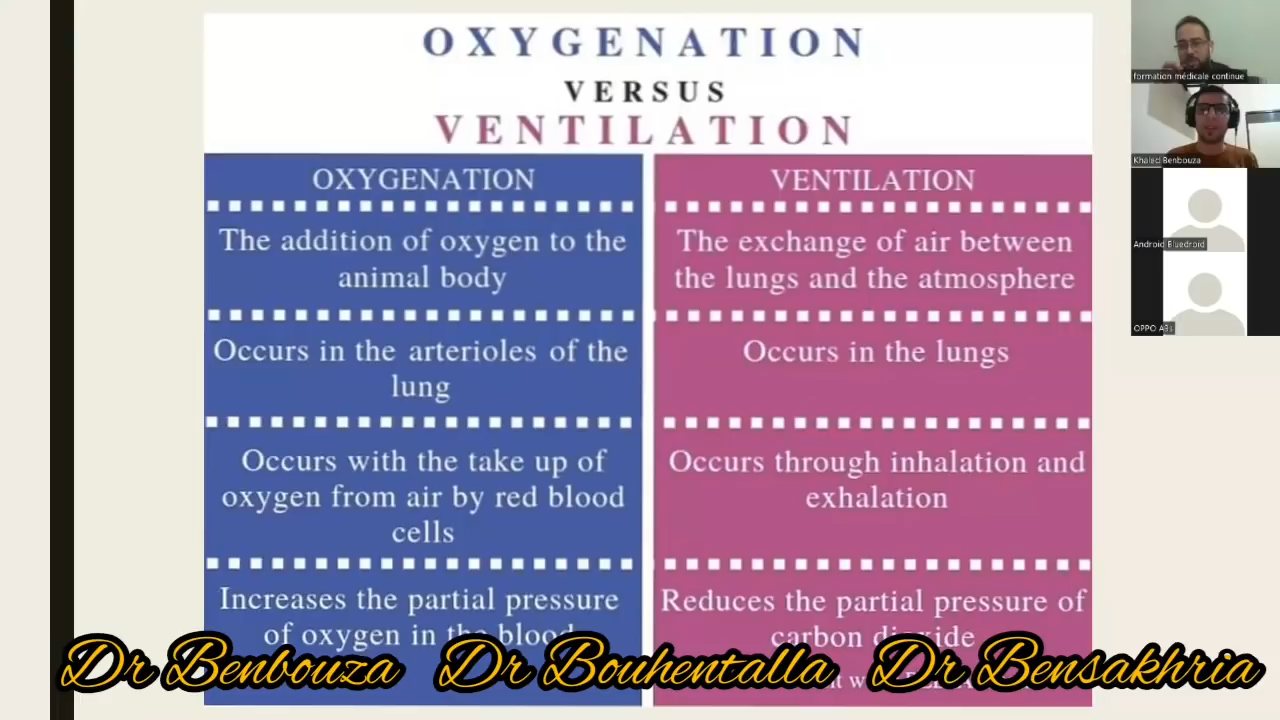 OXYGENATION
VERSUS
VENTILATION
OXYGENATION
The addition of oxygen to the
animal body
Occurs in the arterioles of the
lung
Occurs with the take up of
oxygen from air by red blood
cells
Increases the partial pressure
of oxygen in the blood
VENTILATION
The exchange of air between
the lungs and the atmosphere
Occurs in the lungs
Occurs through inhalation and
exhalation
Reduces the partial pressure of
carbon dioxide
Dr Benbouza Dr Bouhentalla Dr Bensakhria
formation médicale continue
Khaled Benbouza
Android Bluedroid
OPPO